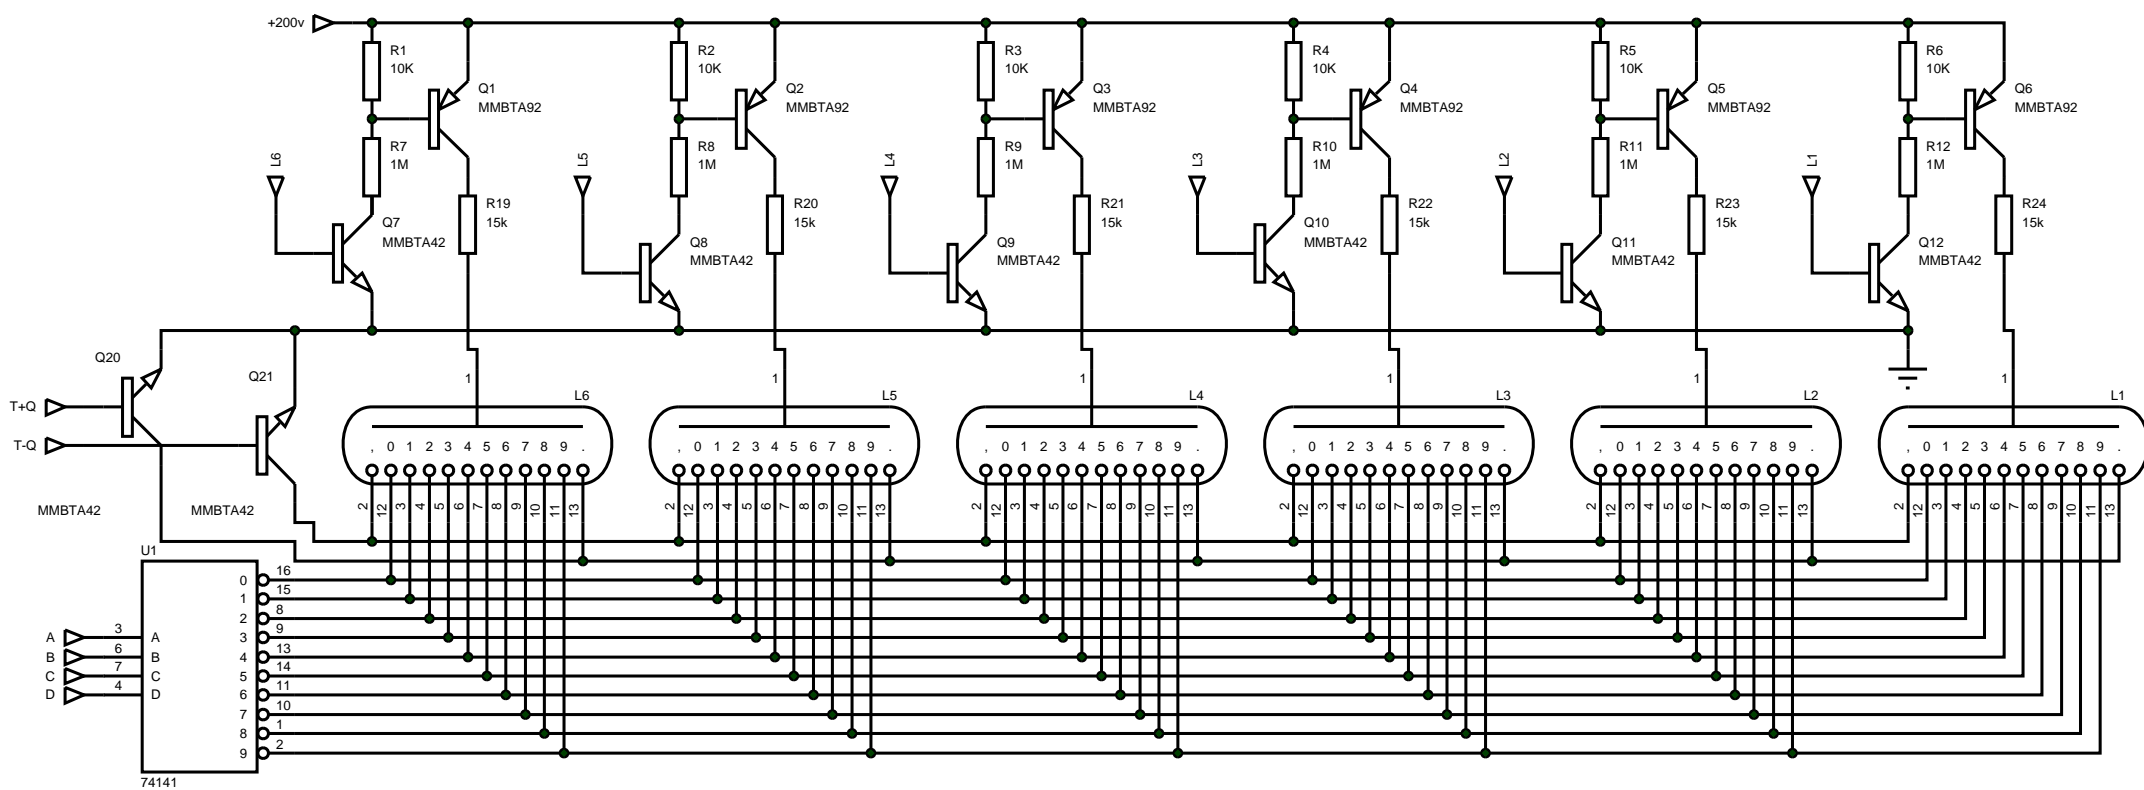 +200v
R1
10K
R2
10K
R3
10K
R4
10K
R5
10K
R6
10K
Q1
MMBTA92
Q2
MMBTA92
Q3
MMBTA92
Q4
MMBTA92
Q5
MMBTA92
Q6
MMBTA92
R7
1M
R8
1M
R9
1M
R10
1M
R11
1M
R12
1M
L6
L5
L4
L3
L2
L1
R19
15k
R20
15k
R21
15k
R22
15k
R23
15k
R24
15k
Q7
MMBTA42
Q8
MMBTA42
Q9
MMBTA42
Q10
MMBTA42
Q11
MMBTA42
Q12
MMBTA42
Q20
Q21
T+Q
T-Q
MMBTA42
MMBTA42
1 1 1 1 1 1
L6
L5
L4
L3
L2
L1
, 0 1 2 3 4 5 6 7 8 9 .
, 0 1 2 3 4 5 6 7 8 9 .
, 0 1 2 3 4 5 6 7 8 9 .
, 0 1 2 3 4 5 6 7 8 9 .
, 0 1 2 3 4 5 6 7 8 9 .
, 0 1 2 3 4 5 6 7 8 9 .
2 12 3 4 5 6 7 8 9 10 11 13
2 12 3 4 5 6 7 8 9 10 11 13
2 12 3 4 5 6 7 8 9 10 11 13
2 12 3 4 5 6 7 8 9 10 11 13
2 12 3 4 5 6 7 8 9 10 11 13
2 12 3 4 5 6 7 8 9 10 11 13
U1
0 16
1 15
2 8
A 3 A 3 9
B 6 B 4 13
C 7 C 5 14
D 4 D 6 11
7 10
8 1
9 2
74141